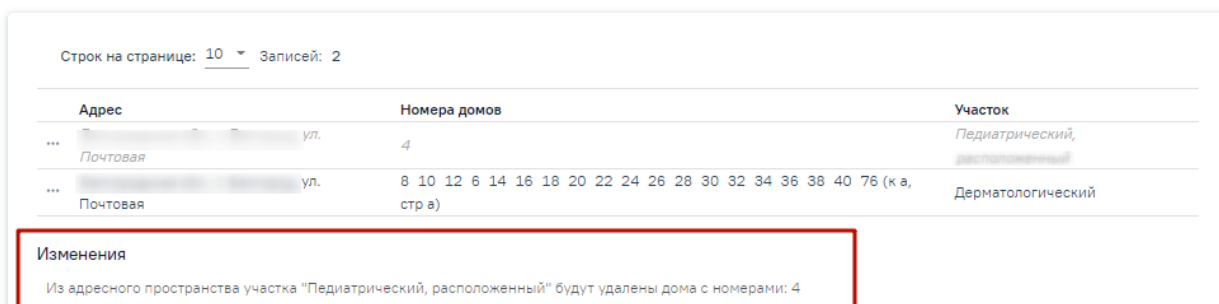 Строк на странице: 10 Записей: 2
Адрес Номера домов Участок
ул. Педиатрический,
Почтовая 4
ул. 8 10 12 6 14 16 18 20 22 24 26 28 30 32 34 36 38 40 76 (к а, Дерматологический
Почтовая стр а)
Изменения
Из адресного пространства участка "Педиатрический, расположенный" будут удалены дома с номерами: 4